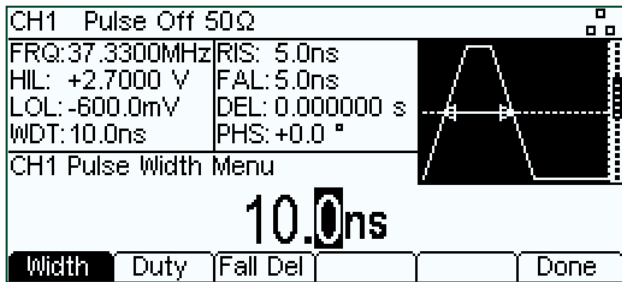 CH1 Pulse Off 50Ω
FRQ:37.3300MHz RIS: 5.0ns
HIL: +2.7000 V FAL: 5.0ns
LOL: -600.0mV DEL: 0.000000 s
WDT: 10.0ns PHS: +0.0 °
CH1 Pulse Width Menu
10.0ns
Width Duty Fall Del Done